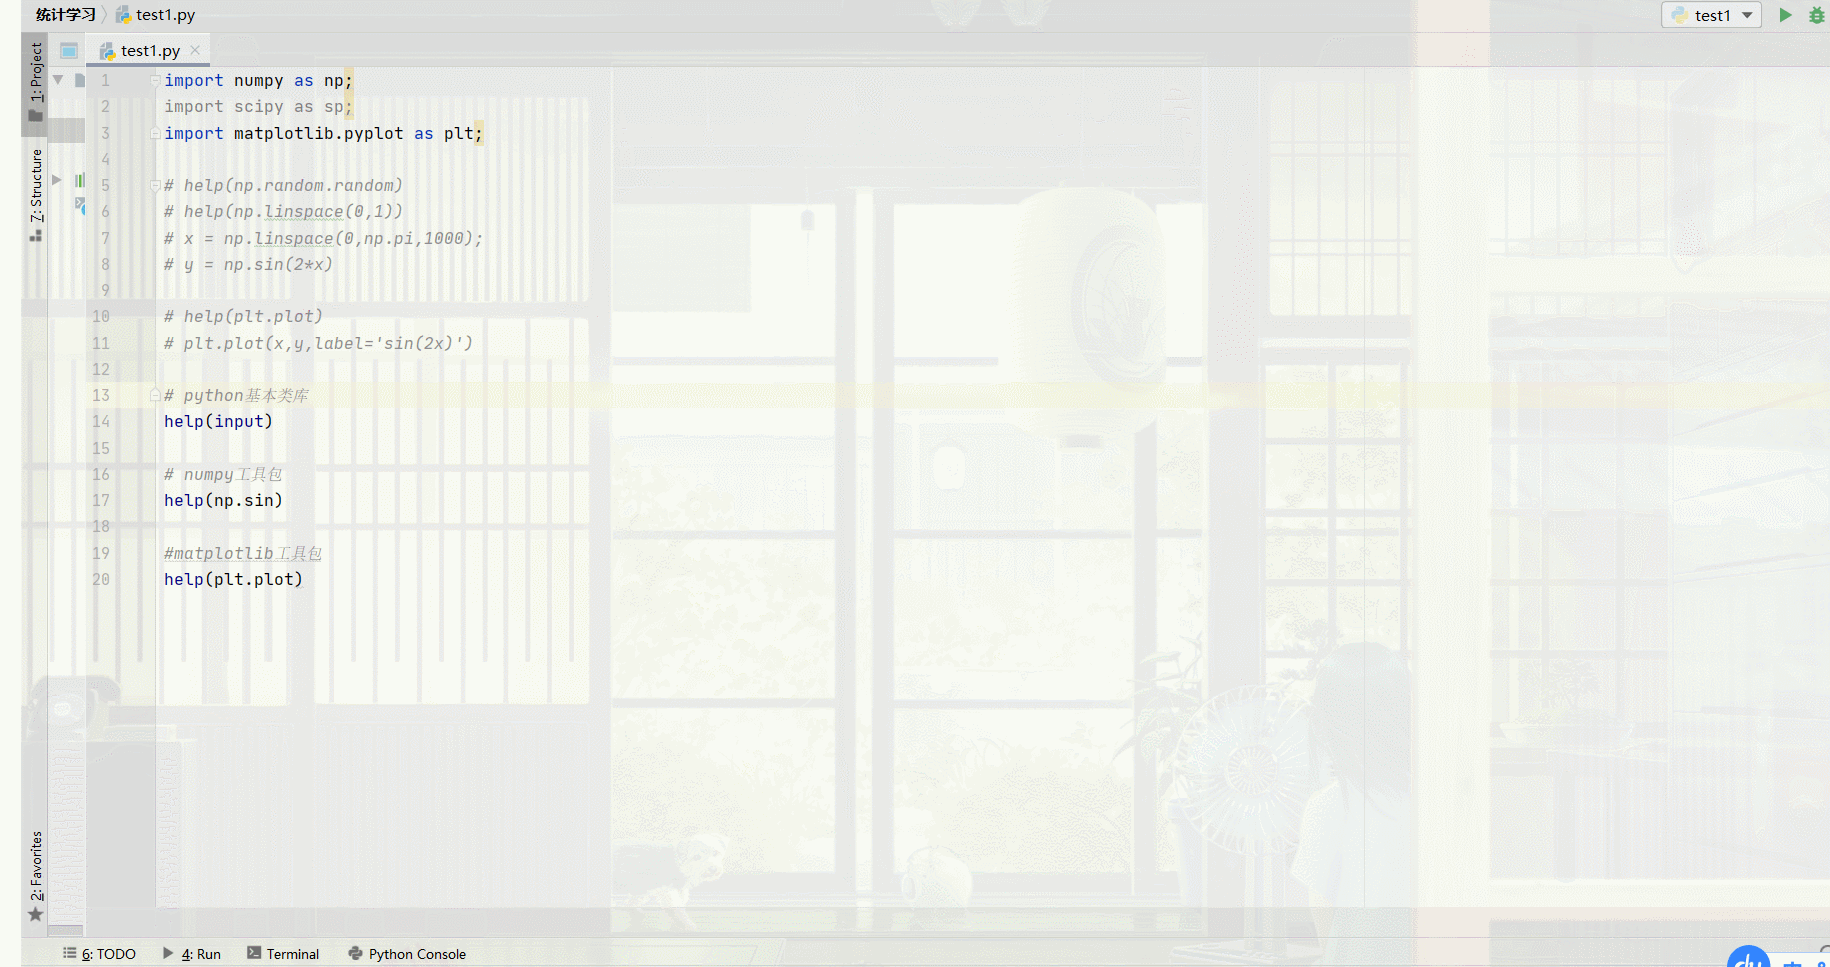 统计学习 test1.py
test1
test1.py
1: Project
7: Structure
2: Favorites
1 import numpy as np;
2 import scipy as sp;
3 import matplotlib.pyplot as plt;
4
5 # help(np.random.random)
6 # help(np.linspace(0,1))
7 # x = np.linspace(0,np.pi,1000);
8 # y = np.sin(2*x)
9
10 # help(plt.plot)
11 # plt.plot(x,y,label='sin(2x)')
12
13 # python基本类库
14 help(input)
15
16 # numpy工具包
17 help(np.sin)
18
19 #matplotlib工具包
20 help(plt.plot)
6: TODO 4: Run Terminal Python Console